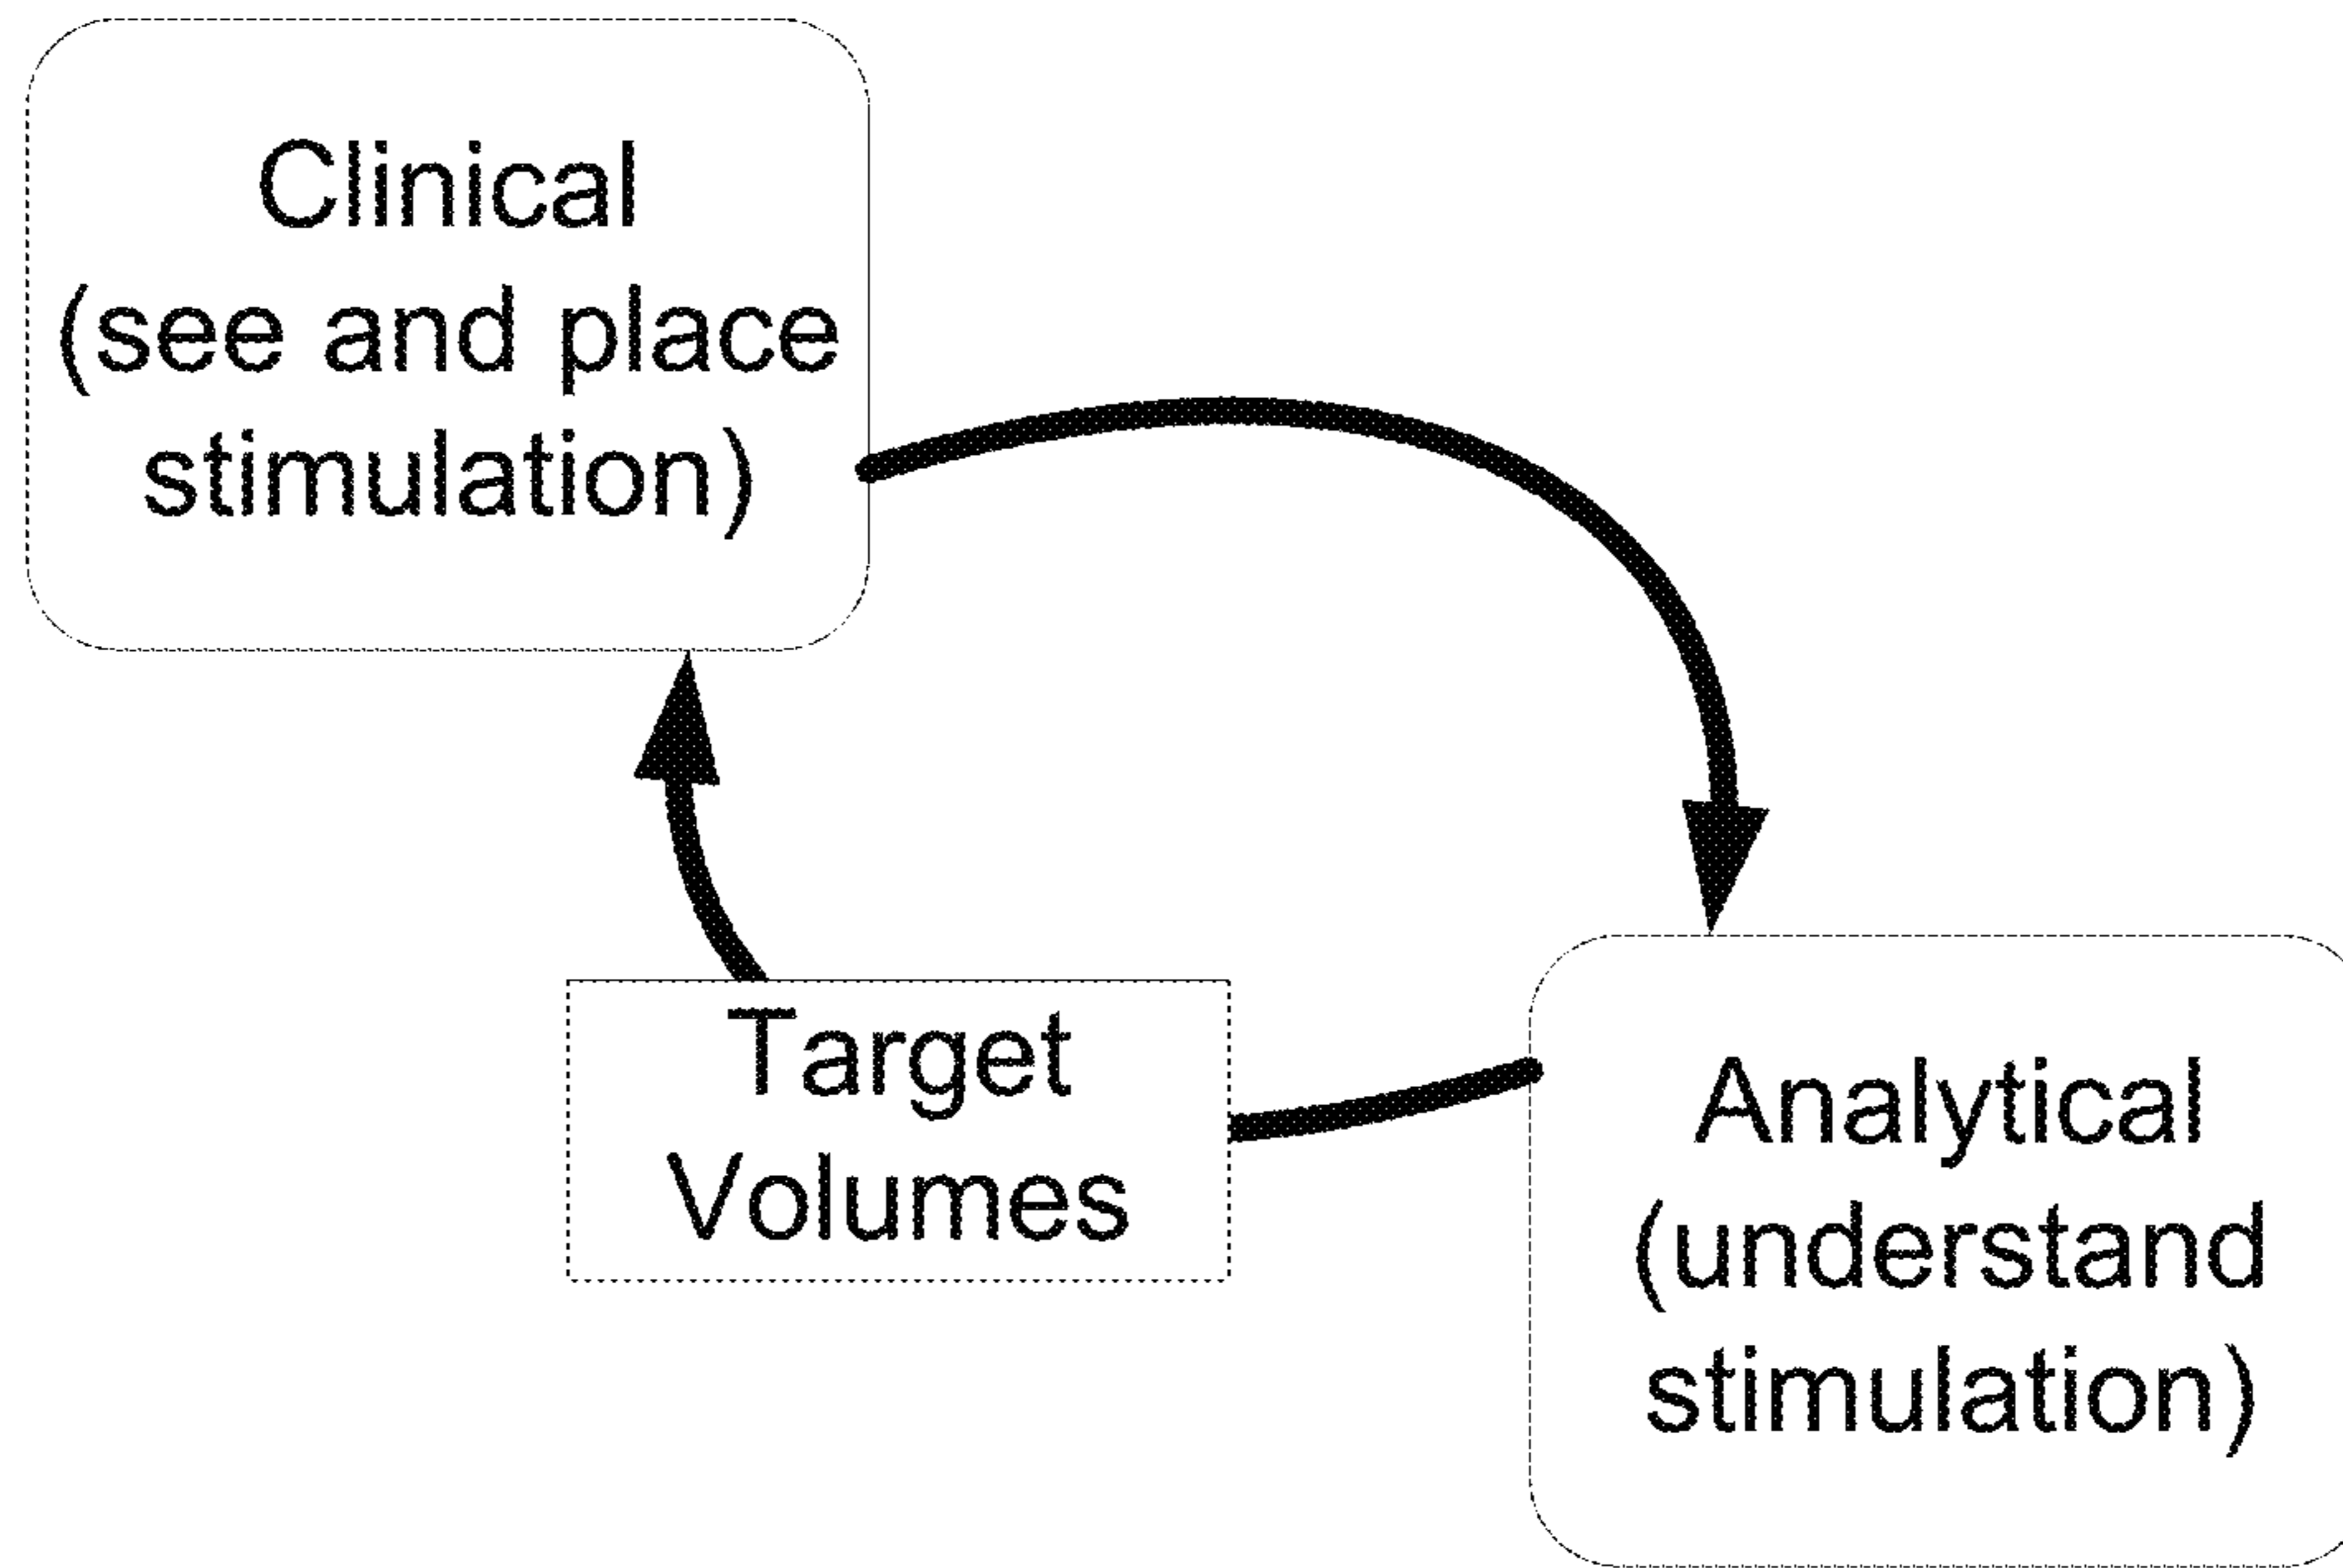 Clinical
(see and place
stimulation)
Target
Volumes
Analytical
(understand
stimulation)